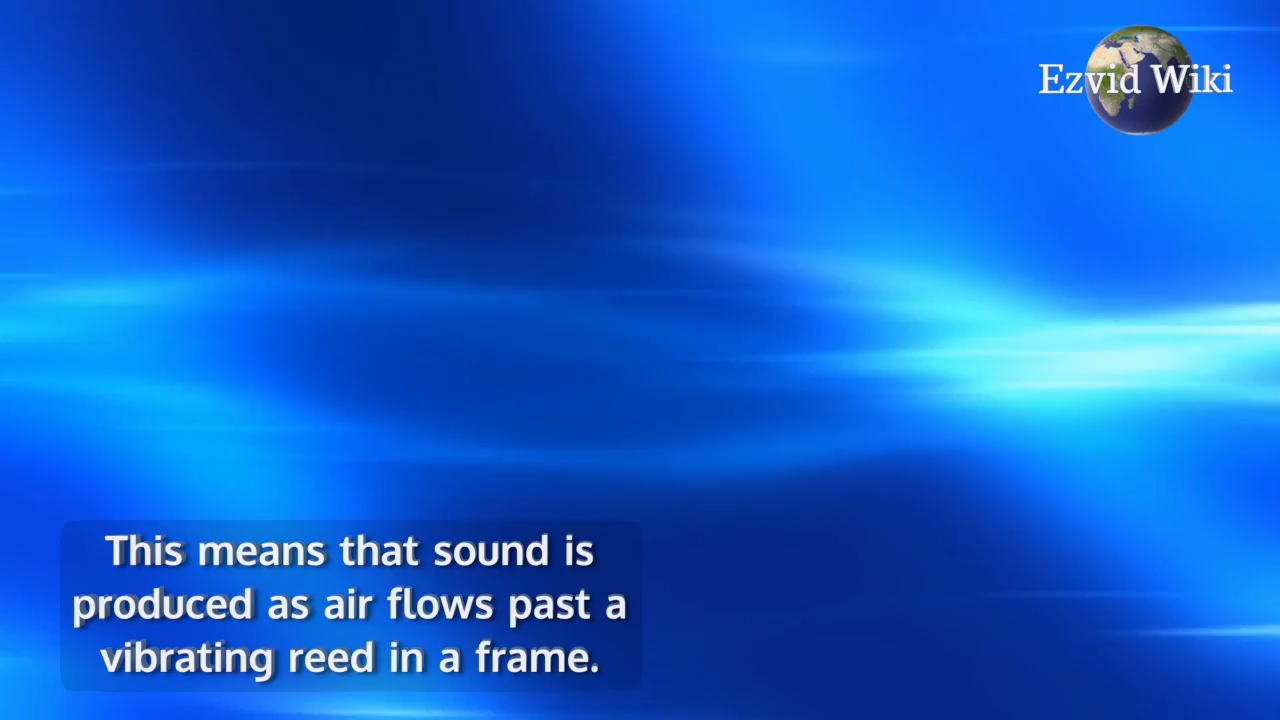 Ezvid Wiki
This means that sound is
produced as air flows past a
vibrating reed in a frame.